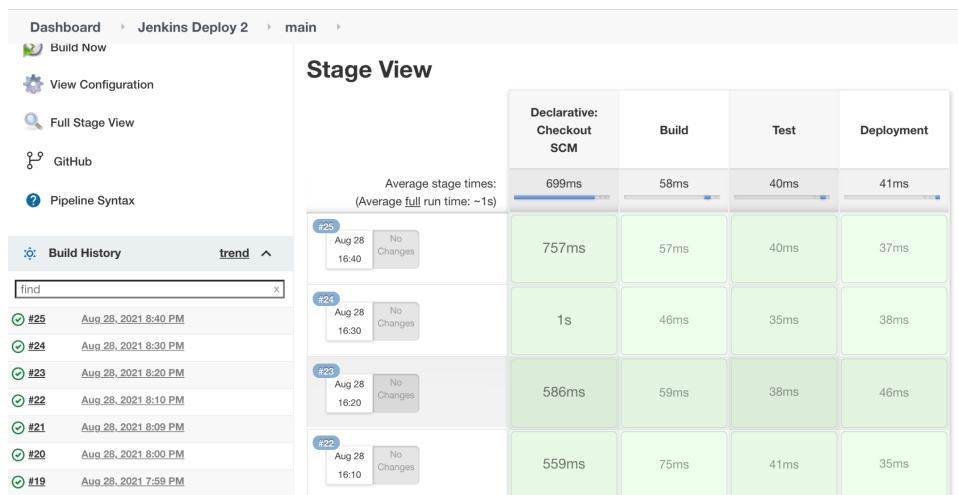 Dashboard Jenkins Deploy 2 main
Build Now
View Configuration
Full Stage View
GitHub
? Pipeline Syntax
Build History trend
find x
#25 Aug 28, 2021 8:40 PM
#24 Aug 28, 2021 8:30 PM
#23 Aug 28, 2021 8:20 PM
#22 Aug 28, 2021 8:10 PM
#21 Aug 28, 2021 8:09 PM
#20 Aug 28, 2021 8:00 PM
#19 Aug 28, 2021 7:59 PM
Stage View
Declarative:
Checkout
SCM
Build
Test
Deployment
Average stage times:
(Average full run time: ~1s)
699ms 58ms 40ms 41ms
#25
Aug 28
16:40
No
Changes
757ms 57ms 40ms 37ms
#24
Aug 28
16:30
No
Changes
1s 46ms 35ms 38ms
#23
Aug 28
16:20
No
Changes
586ms 59ms 38ms 46ms
#22
Aug 28
16:10
No
Changes
559ms 75ms 41ms 35ms